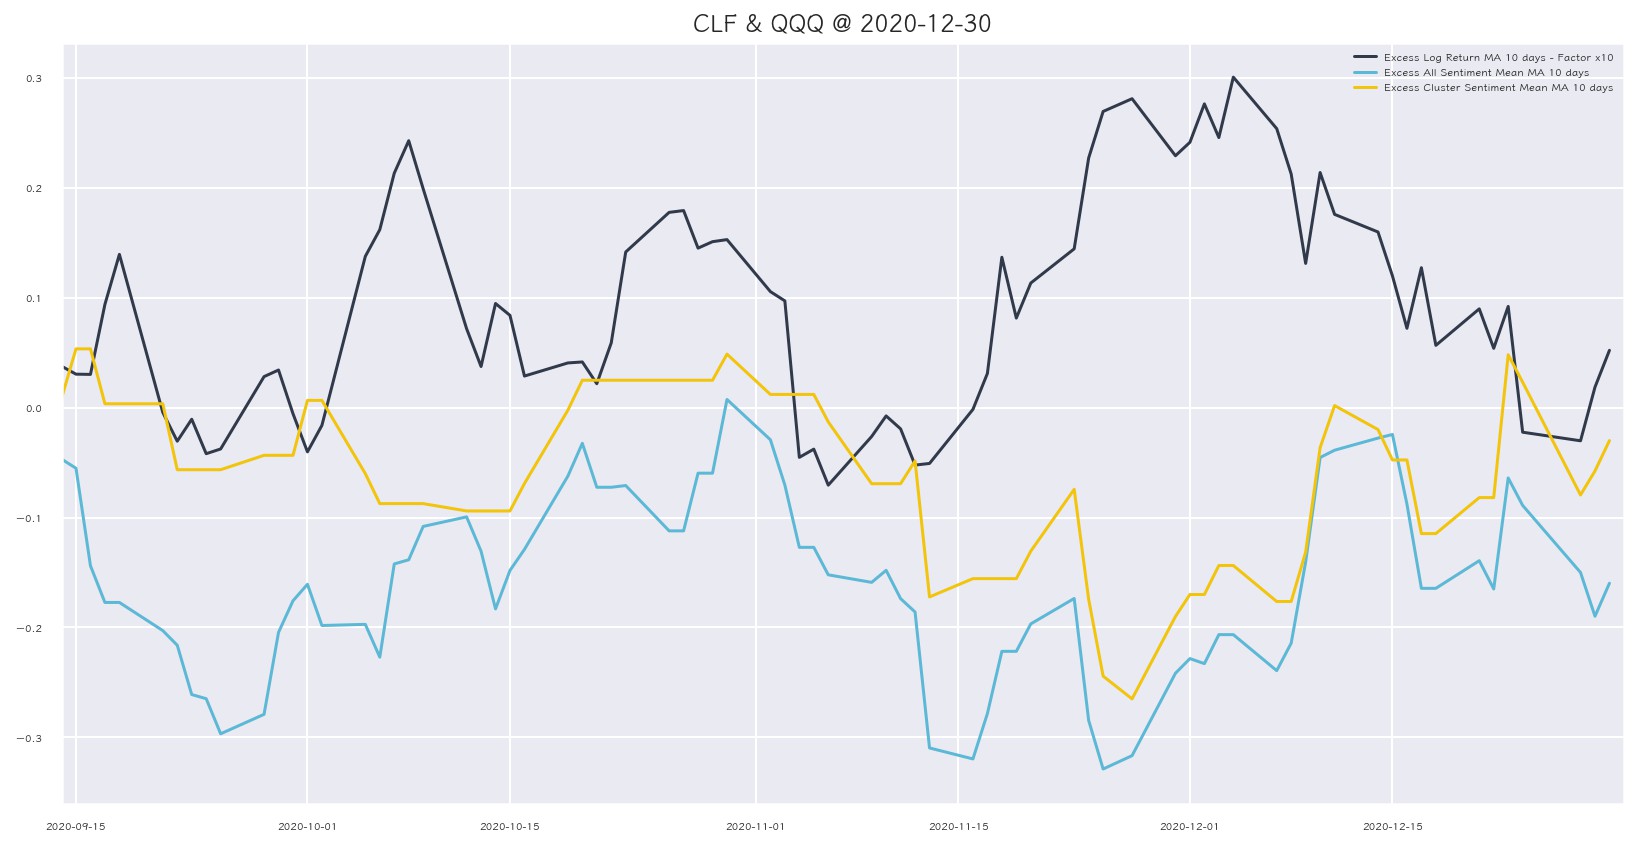 CLF & QQQ @ 2020-12-30
Excess Log Return MA 10 days - Factor x10
Excess All Sentiment Mean MA 10 days
Excess Cluster Sentiment Mean MA 10 days
0.3
0.2
0.1
0.0
−0.1
−0.2
−0.3
2020-09-15 2020-10-01 2020-10-15 2020-11-01 2020-11-15 2020-12-01 2020-12-15